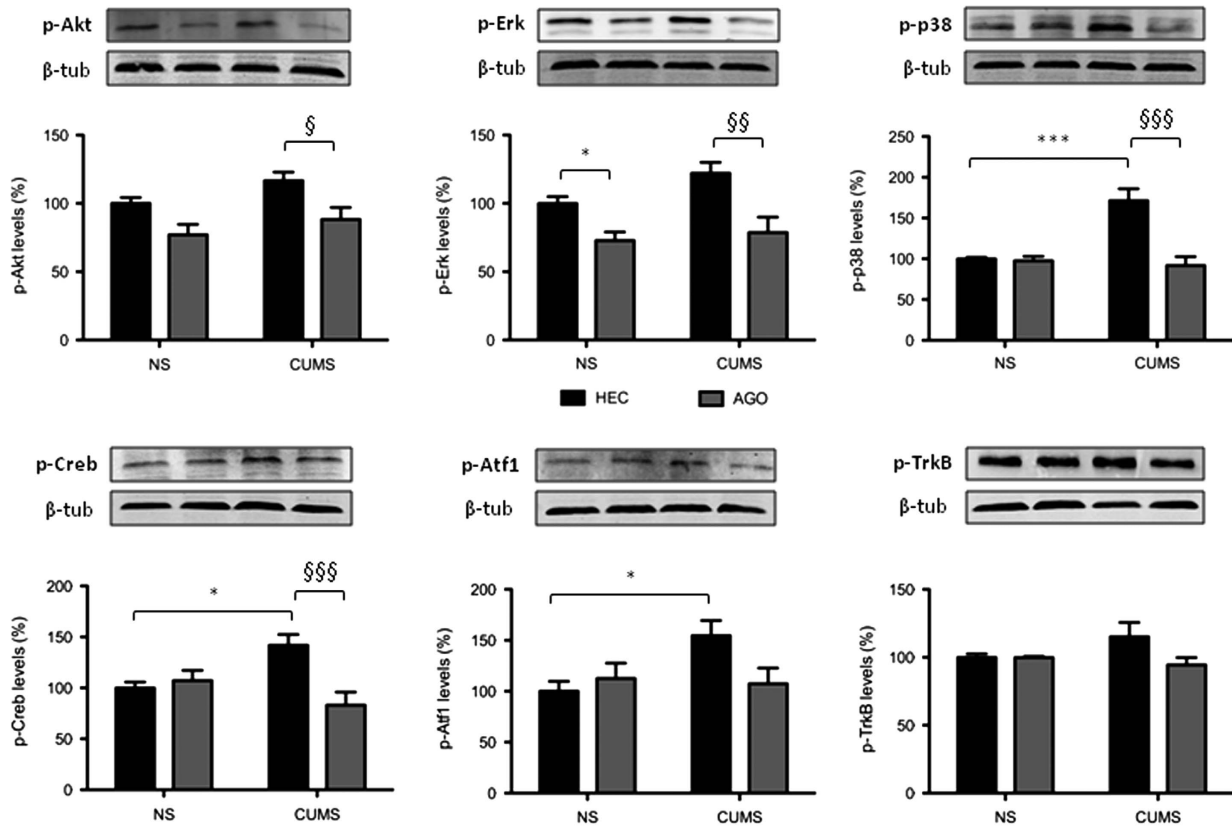 p-Akt
β-tub
p-Erk
β-tub
p-p38
β-tub
p-Akt levels (%)
150
100
50
0
§
NS
CUMS
p-Erk levels (%)
150
100
50
0
*
§§
NS
CUMS
p-p38 levels (%)
250
200
150
100
50
0
***
§§§
NS
CUMS
HEC
AGO
p-Creb
β-tub
p-Atf1
β-tub
p-TrkB
β-tub
p-Creb levels (%)
200
150
100
50
0
*
§§§
NS
CUMS
p-Atf1 levels (%)
200
150
100
50
0
*
NS
CUMS
p-TrkB levels (%)
150
100
50
0
NS
CUMS